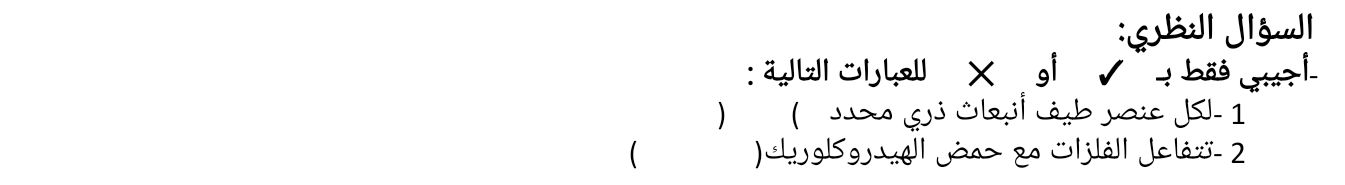 السؤال النظري:
-أجيبي فقط بـ ✓ أو ✕ للعبارات التالية :
1 -لكل عنصر طيف أنبعاث ذري محدد ( )
2 -تتفاعل الفلزات مع حمض الهيدروكلوريك( )